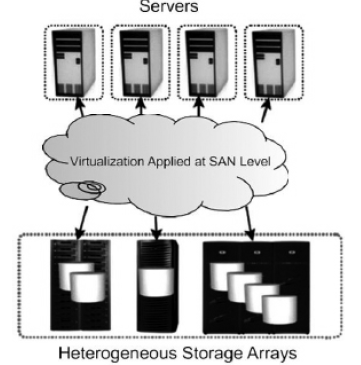 Servers
Virtualization Applied at SAN Level
Heterogeneous Storage Arrays